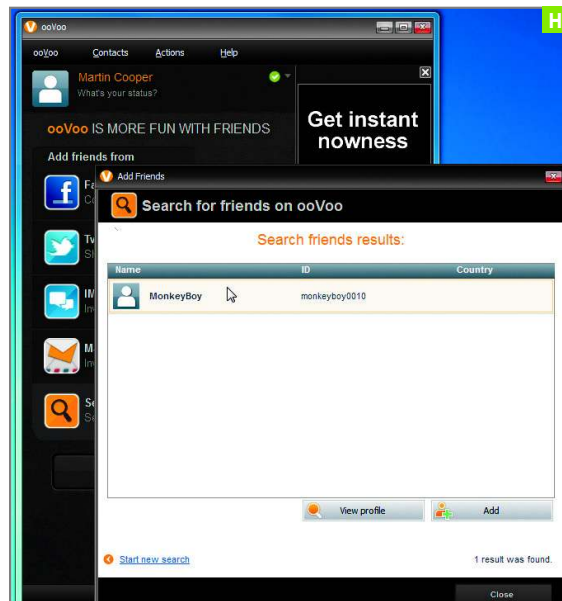 H
ooVoo
ooVoo
Contacts
Actions
Help
Martin Cooper
What's your status?
ooVoo IS MORE FUN WITH FRIENDS
Get instant
nowness
Add friends from
Add Friends
Search for friends on ooVoo
Search friends results:
Name ID Country
MonkeyBoy monkeyboy0010
View profile
Add
Start new search
1 result was found.
Close